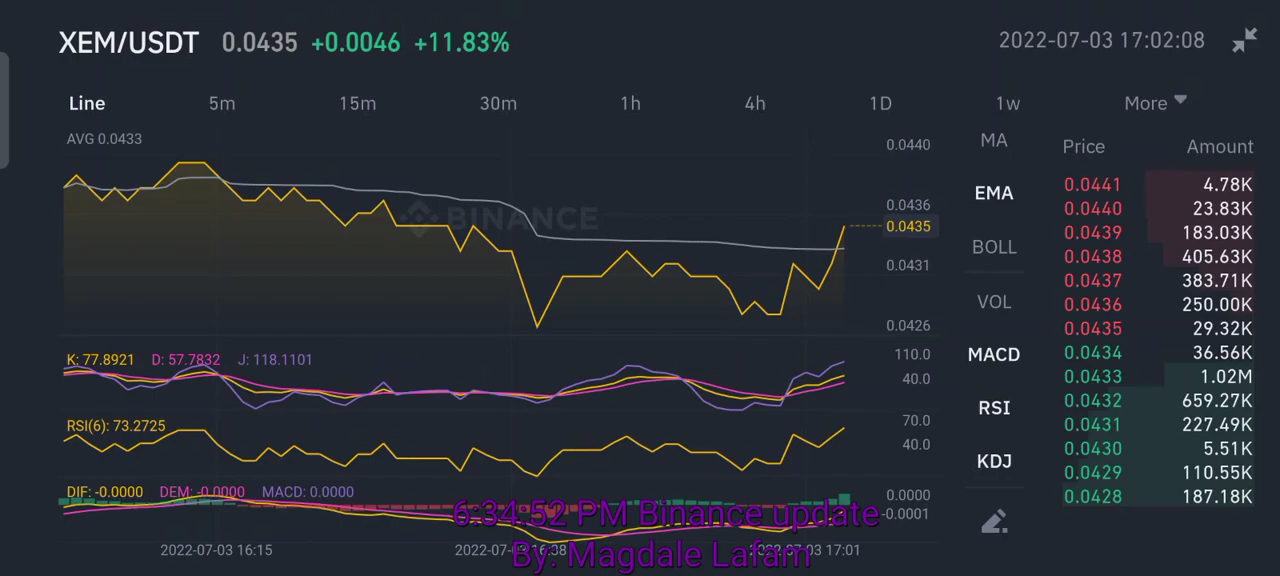 XEM/USDT 0.0435 +0.0046 +11.83% 2022-07-03 17:02:08
Line 5m 15m 30m 1h 4h 1D 1w More
AVG 0.0433
0.0440
0.0436
0.0435
0.0431
0.0426
BINANCE
K: 77.8921 D: 57.7832 J: 118.1101
110.0
40.0
RSI(6): 73.2725
70.0
40.0
DIF: -0.0000 DEM: -0.0000 MACD: 0.0000
0.0000
-0.0001
2022-07-03 16:15 2022-07-03 16:38 2022-07-03 17:01
MA
EMA
BOLL
VOL
MACD
RSI
KDJ
Price Amount
0.0441 4.78K
0.0440 23.83K
0.0439 183.03K
0.0438 405.63K
0.0437 383.71K
0.0436 250.00K
0.0435 29.32K
0.0434 36.56K
0.0433 1.02M
0.0432 659.27K
0.0431 227.49K
0.0430 5.51K
0.0429 110.55K
0.0428 187.18K
6:34:52 PM Binance update
By: Magdale Lafam